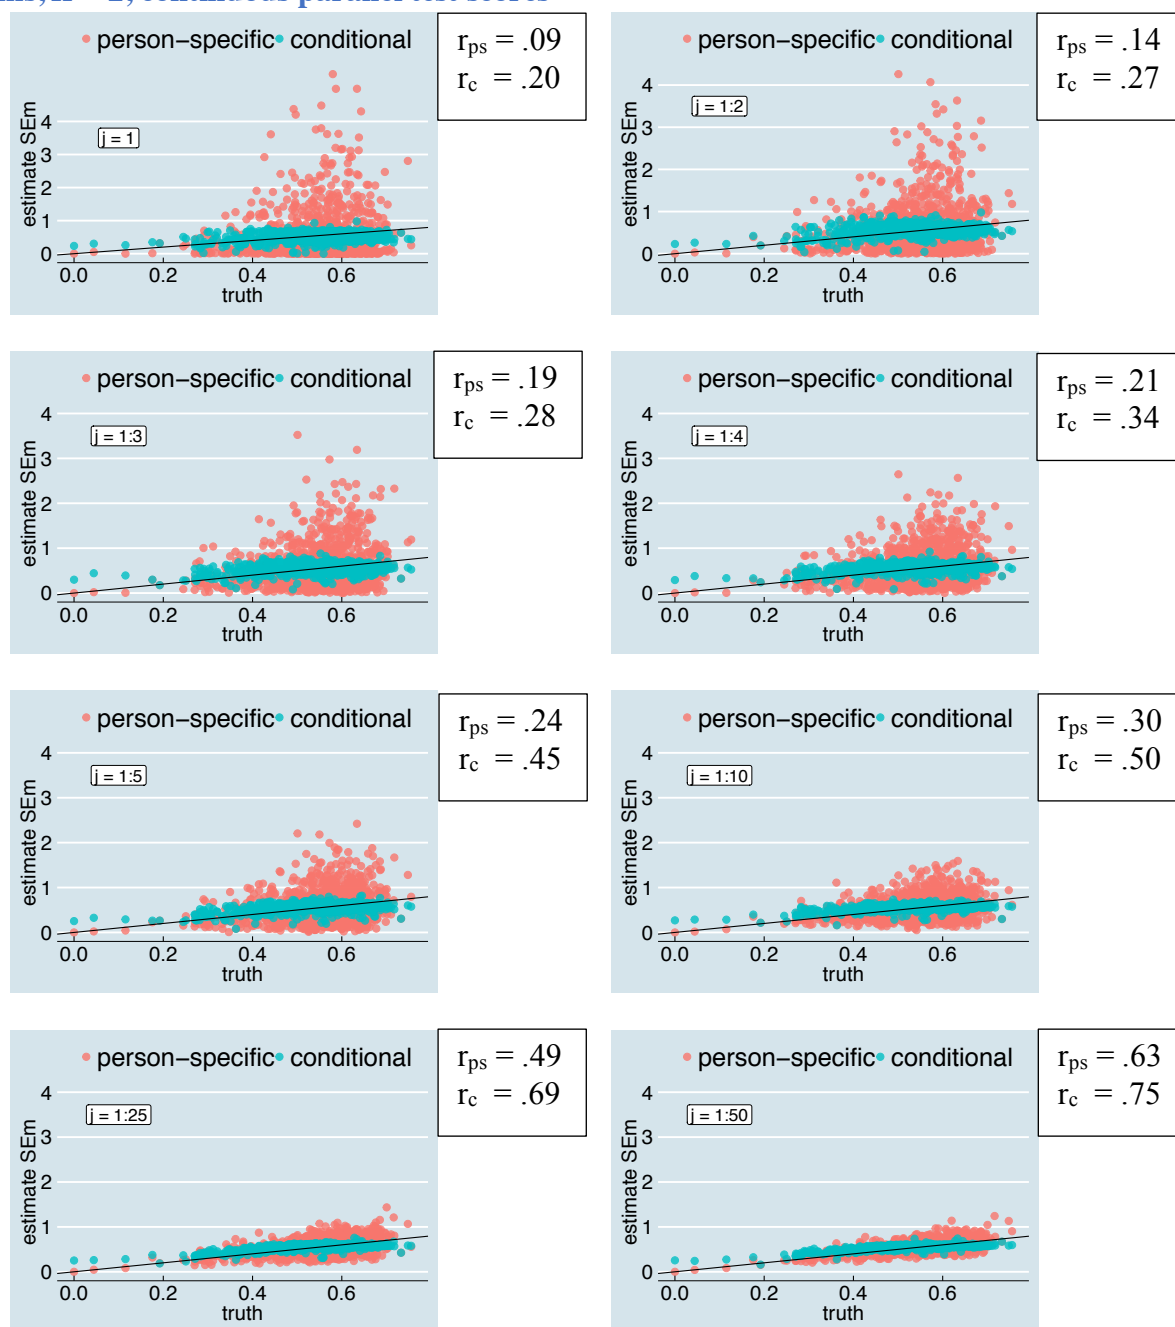 continuous parallel test scores
person-specific conditional
r_ps = .09
r_c = .20
j = 1
estimate SEm
4
3
2
1
0
0.0 0.2 0.4 0.6
truth
person-specific conditional
r_ps = .14
r_c = .27
j = 1:2
estimate SEm
4
3
2
1
0
0.0 0.2 0.4 0.6
truth
person-specific conditional
r_ps = .19
r_c = .28
j = 1:3
estimate SEm
4
3
2
1
0
0.0 0.2 0.4 0.6
truth
person-specific conditional
r_ps = .21
r_c = .34
j = 1:4
estimate SEm
4
3
2
1
0
0.0 0.2 0.4 0.6
truth
person-specific conditional
r_ps = .24
r_c = .45
j = 1:5
estimate SEm
4
3
2
1
0
0.0 0.2 0.4 0.6
truth
person-specific conditional
r_ps = .30
r_c = .50
j = 1:10
estimate SEm
4
3
2
1
0
0.0 0.2 0.4 0.6
truth
person-specific conditional
r_ps = .49
r_c = .69
j = 1:25
estimate SEm
4
3
2
1
0
0.0 0.2 0.4 0.6
truth
person-specific conditional
r_ps = .63
r_c = .75
j = 1:50
estimate SEm
4
3
2
1
0
0.0 0.2 0.4 0.6
truth